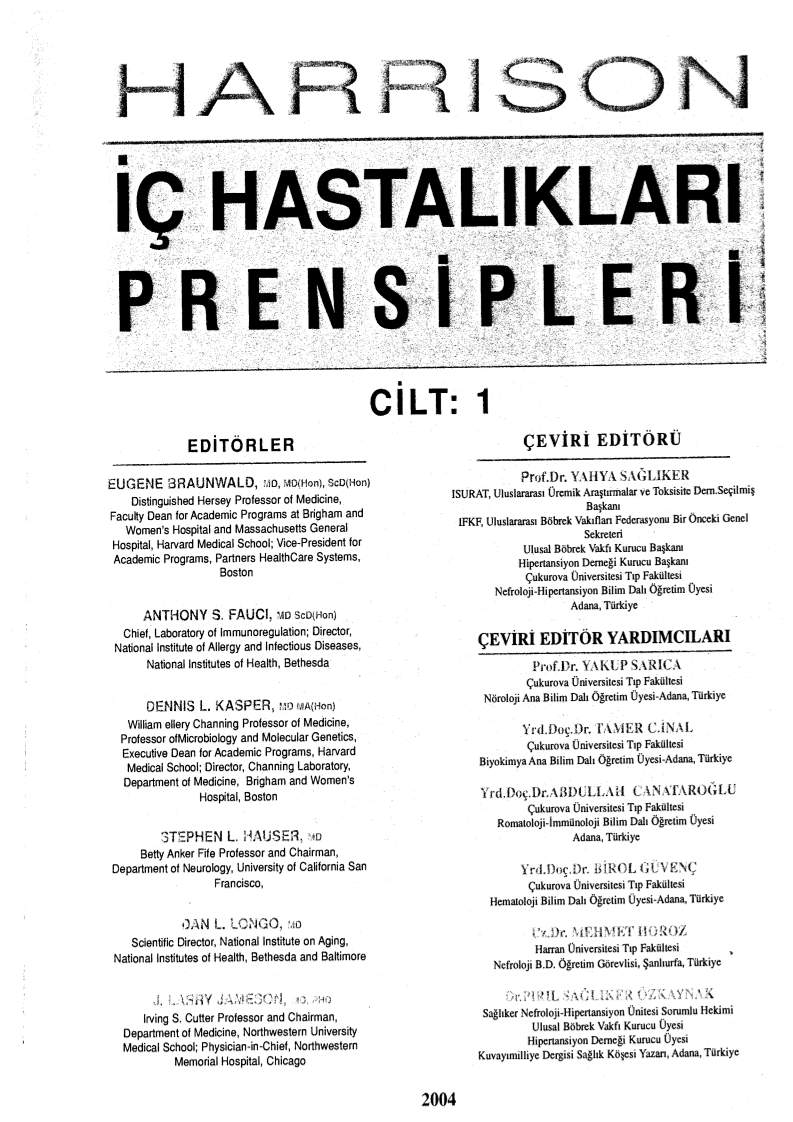 HARRISON
İÇ HASTALIKLARI
PRENSİPLERİ
CİLT: 1
EDİTÖRLER
EUGENE BRAUNWALD, MD, MD(Hon), ScD(Hon)
Distinguished Hersey Professor of Medicine,
Faculty Dean for Academic Programs at Brigham and
Women's Hospital and Massachusetts General
Hospital, Harvard Medical School; Vice-President for
Academic Programs, Partners HealthCare Systems,
Boston
ANTHONY S. FAUCI, MD ScD(Hon)
Chief, Laboratory of Immunoregulation; Director,
National Institute of Allergy and Infectious Diseases,
National Institutes of Health, Bethesda
DENNIS L. KASPER, MD MA(Hon)
William ellery Channing Professor of Medicine,
Professor ofMicrobiology and Molecular Genetics,
Executive Dean for Academic Programs, Harvard
Medical School; Director, Channing Laboratory,
Department of Medicine, Brigham and Women's
Hospital, Boston
STEPHEN L. HAUSER, MD
Betty Anker Fife Professor and Chairman,
Department of Neurology, University of California San
Francisco,
DAN L. LONGO, MD
Scientific Director, National Institute on Aging,
National Institutes of Health, Bethesda and Baltimore
J. LARRY JAMESON, MD, PHD
Irving S. Cutter Professor and Chairman,
Department of Medicine, Northwestern University
Medical School; Physician-in-Chief, Northwestern
Memorial Hospital, Chicago
ÇEVİRİ EDİTÖRÜ
Prof.Dr. YAHYA SAĞLIKER
ISURAT, Uluslararası Üremik Araştırmalar ve Toksisite Dern.Seçilmiş
Başkanı
IFKF, Uluslararası Böbrek Vakıfları Federasyonu Bir Önceki Genel
Sekreteri
Ulusal Böbrek Vakfı Kurucu Başkanı
Hipertansiyon Derneği Kurucu Başkanı
Çukurova Üniversitesi Tıp Fakültesi
Nefroloji-Hipertansiyon Bilim Dalı Öğretim Üyesi
Adana, Türkiye
ÇEVİRİ EDİTÖR YARDIMCILARI
Prof.Dr. YAKUP SARICA
Çukurova Üniversitesi Tıp Fakültesi
Nöroloji Ana Bilim Dalı Öğretim Üyesi-Adana, Türkiye
Yrd.Doç.Dr. TAMER C.İNAL
Çukurova Üniversitesi Tıp Fakültesi
Biyokimya Ana Bilim Dalı Öğretim Üyesi-Adana, Türkiye
Yrd.Doç.Dr.ABDULLAH CANATAROĞLU
Çukurova Üniversitesi Tıp Fakültesi
Romatoloji-İmmünoloji Bilim Dalı Öğretim Üyesi
Adana, Türkiye
Yrd.Doç.Dr. BİROL GÜVENÇ
Çukurova Üniversitesi Tıp Fakültesi
Hematoloji Bilim Dalı Öğretim Üyesi-Adana, Türkiye
Uz.Dr. MEHMET HOROZ
Harran Üniversitesi Tıp Fakültesi
Nefroloji B.D. Öğretim Görevlisi, Şanlıurfa, Türkiye
Dr.PIRIL SAĞLIKER ÖZKAYNAK
Sağlıker Nefroloji-Hipertansiyon Ünitesi Sorumlu Hekimi
Ulusal Böbrek Vakfı Kurucu Üyesi
Hipertansiyon Derneği Kurucu Üyesi
Kuvayımilliye Dergisi Sağlık Köşesi Yazarı, Adana, Türkiye
2004